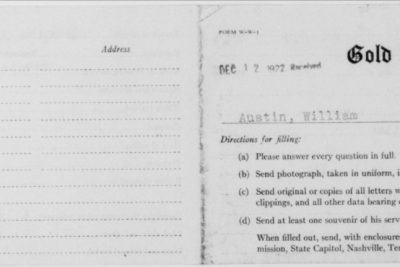 Address
FORM W-W-1
DEC 12 1922 Received
Gold
Austin, William
Directions for filling:
(a) Please answer every question in full.
(b) Send photograph, taken in uniform, i
(c) Send original or copies of all letters w
clippings, and all other data bearing
(d) Send at least one souvenir of his serv
When filled out, send, with enclosure
mission, State Capitol, Nashville, Ten